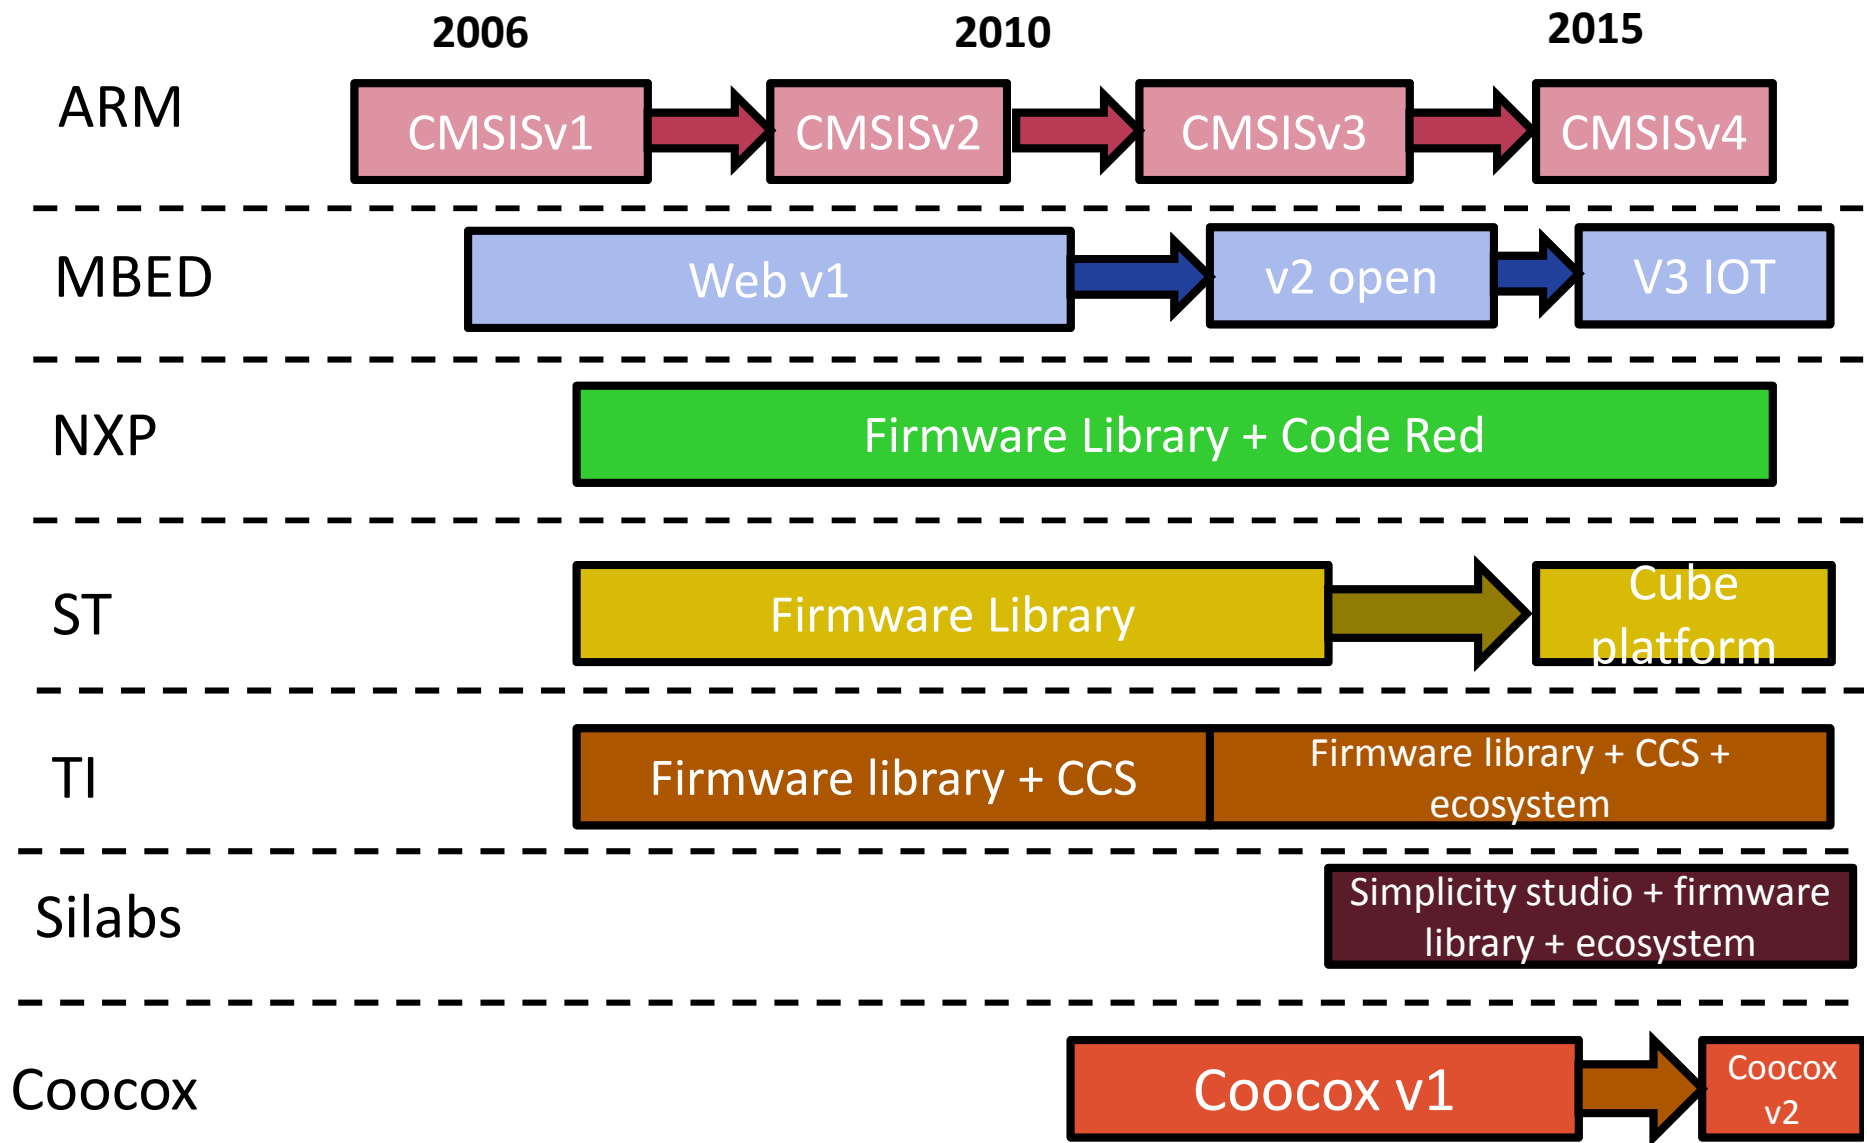 2006 2010 2015
ARM CMSISv1 CMSISv2 CMSISv3 CMSISv4
MBED Web v1 v2 open V3 IOT
NXP Firmware Library + Code Red
ST Firmware Library Cube
platform
TI Firmware library + CCS Firmware library + CCS +
ecosystem
Silabs Simplicity studio + firmware
library + ecosystem
Coocox Coocox v1 Coocox
v2